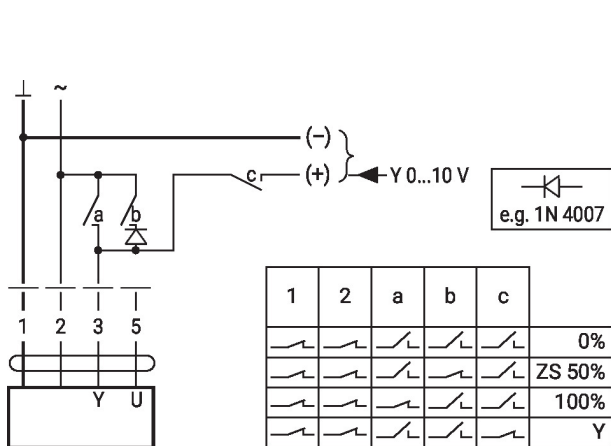 ⊥ ~
(–)
(+) Y 0...10 V
a b c
e.g. 1N 4007
1 2 3 5
Y U
1 2 a b c
0%
ZS 50%
100%
Y